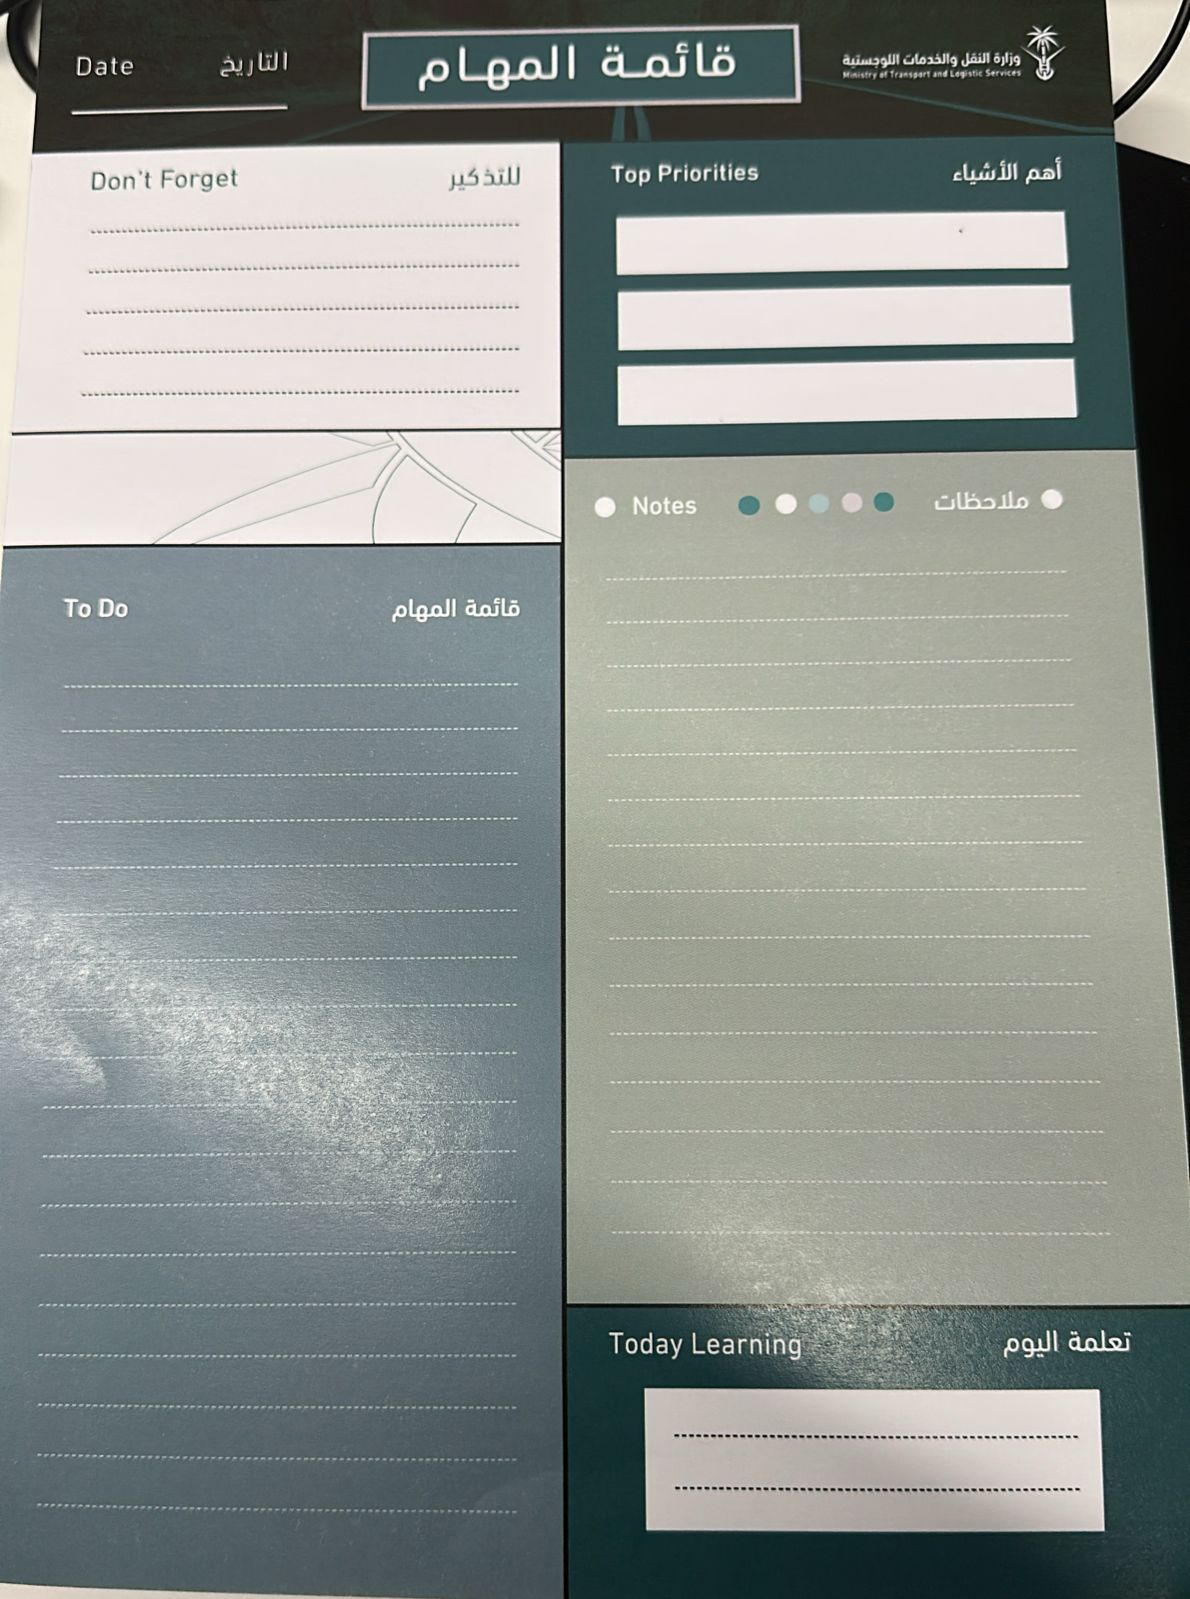 Date التاريخ
قائمة المهام
وزارة النقل والخدمات اللوجستية
Ministry of Transport and Logistic Services
Don't Forget للتذكير
Top Priorities أهم الأشياء
Notes ملاحظات
To Do قائمة المهام
Today Learning تعلمة اليوم